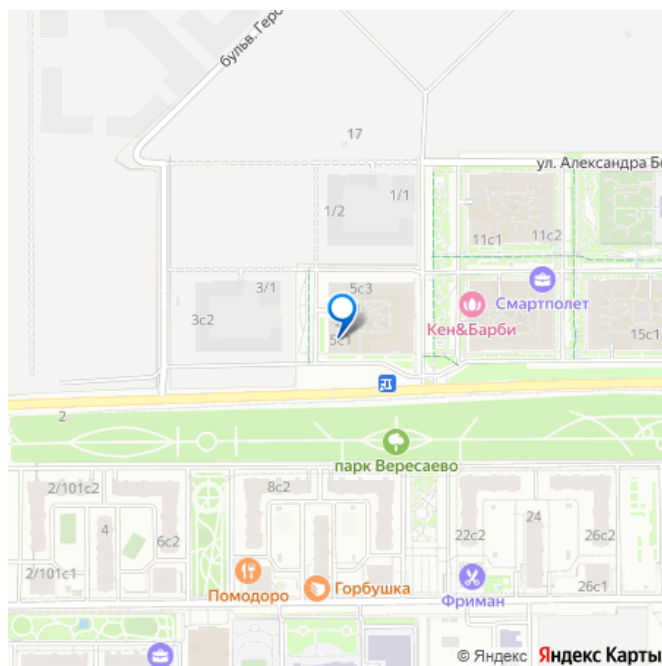 бульв. Геро
17
ул. Александра Бо
1/1
1/2
11с1
11с2
3/1
5с3
Смартполет
3с2
5с1
Кен&Барби
15с1
2
парк Вересаево
2/101с2
8с2
4
6с2
22с2
24
26с2
2/101с1
26с1
Помодоро
Горбушка
Фриман
© Яндекс Яндекс Карты